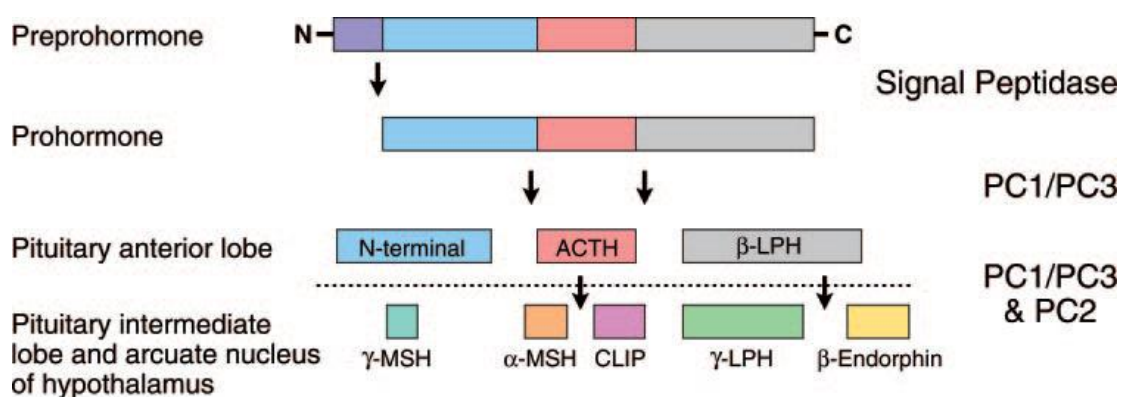 Preprohormone
N
C
Signal Peptidase
Prohormone
PC1/PC3
Pituitary anterior lobe
N-terminal
ACTH
β-LPH
PC1/PC3
& PC2
Pituitary intermediate
lobe and arcuate nucleus
of hypothalamus
γ-MSH
α-MSH
CLIP
γ-LPH
β-Endorphin